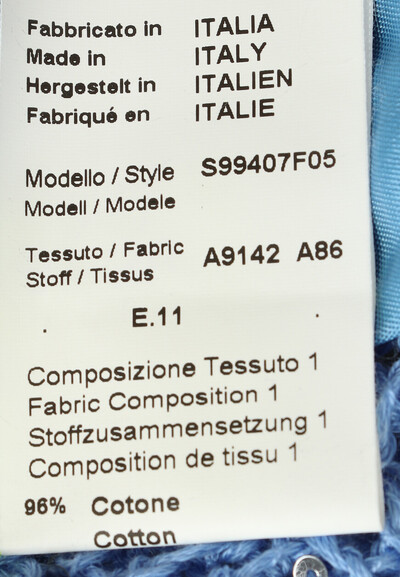 Fabbricato in ITALIA
Made in ITALY
Hergestelt in ITALIEN
Fabriqué en ITALIE
Modello / Style S99407F05
Modell / Modele
Tessuto / Fabric A9142 A86
Stoff / Tissus
E.11
Composizione Tessuto 1
Fabric Composition 1
Stoffzusammensetzung 1
Composition de tissu 1
96% Cotone
Cotton